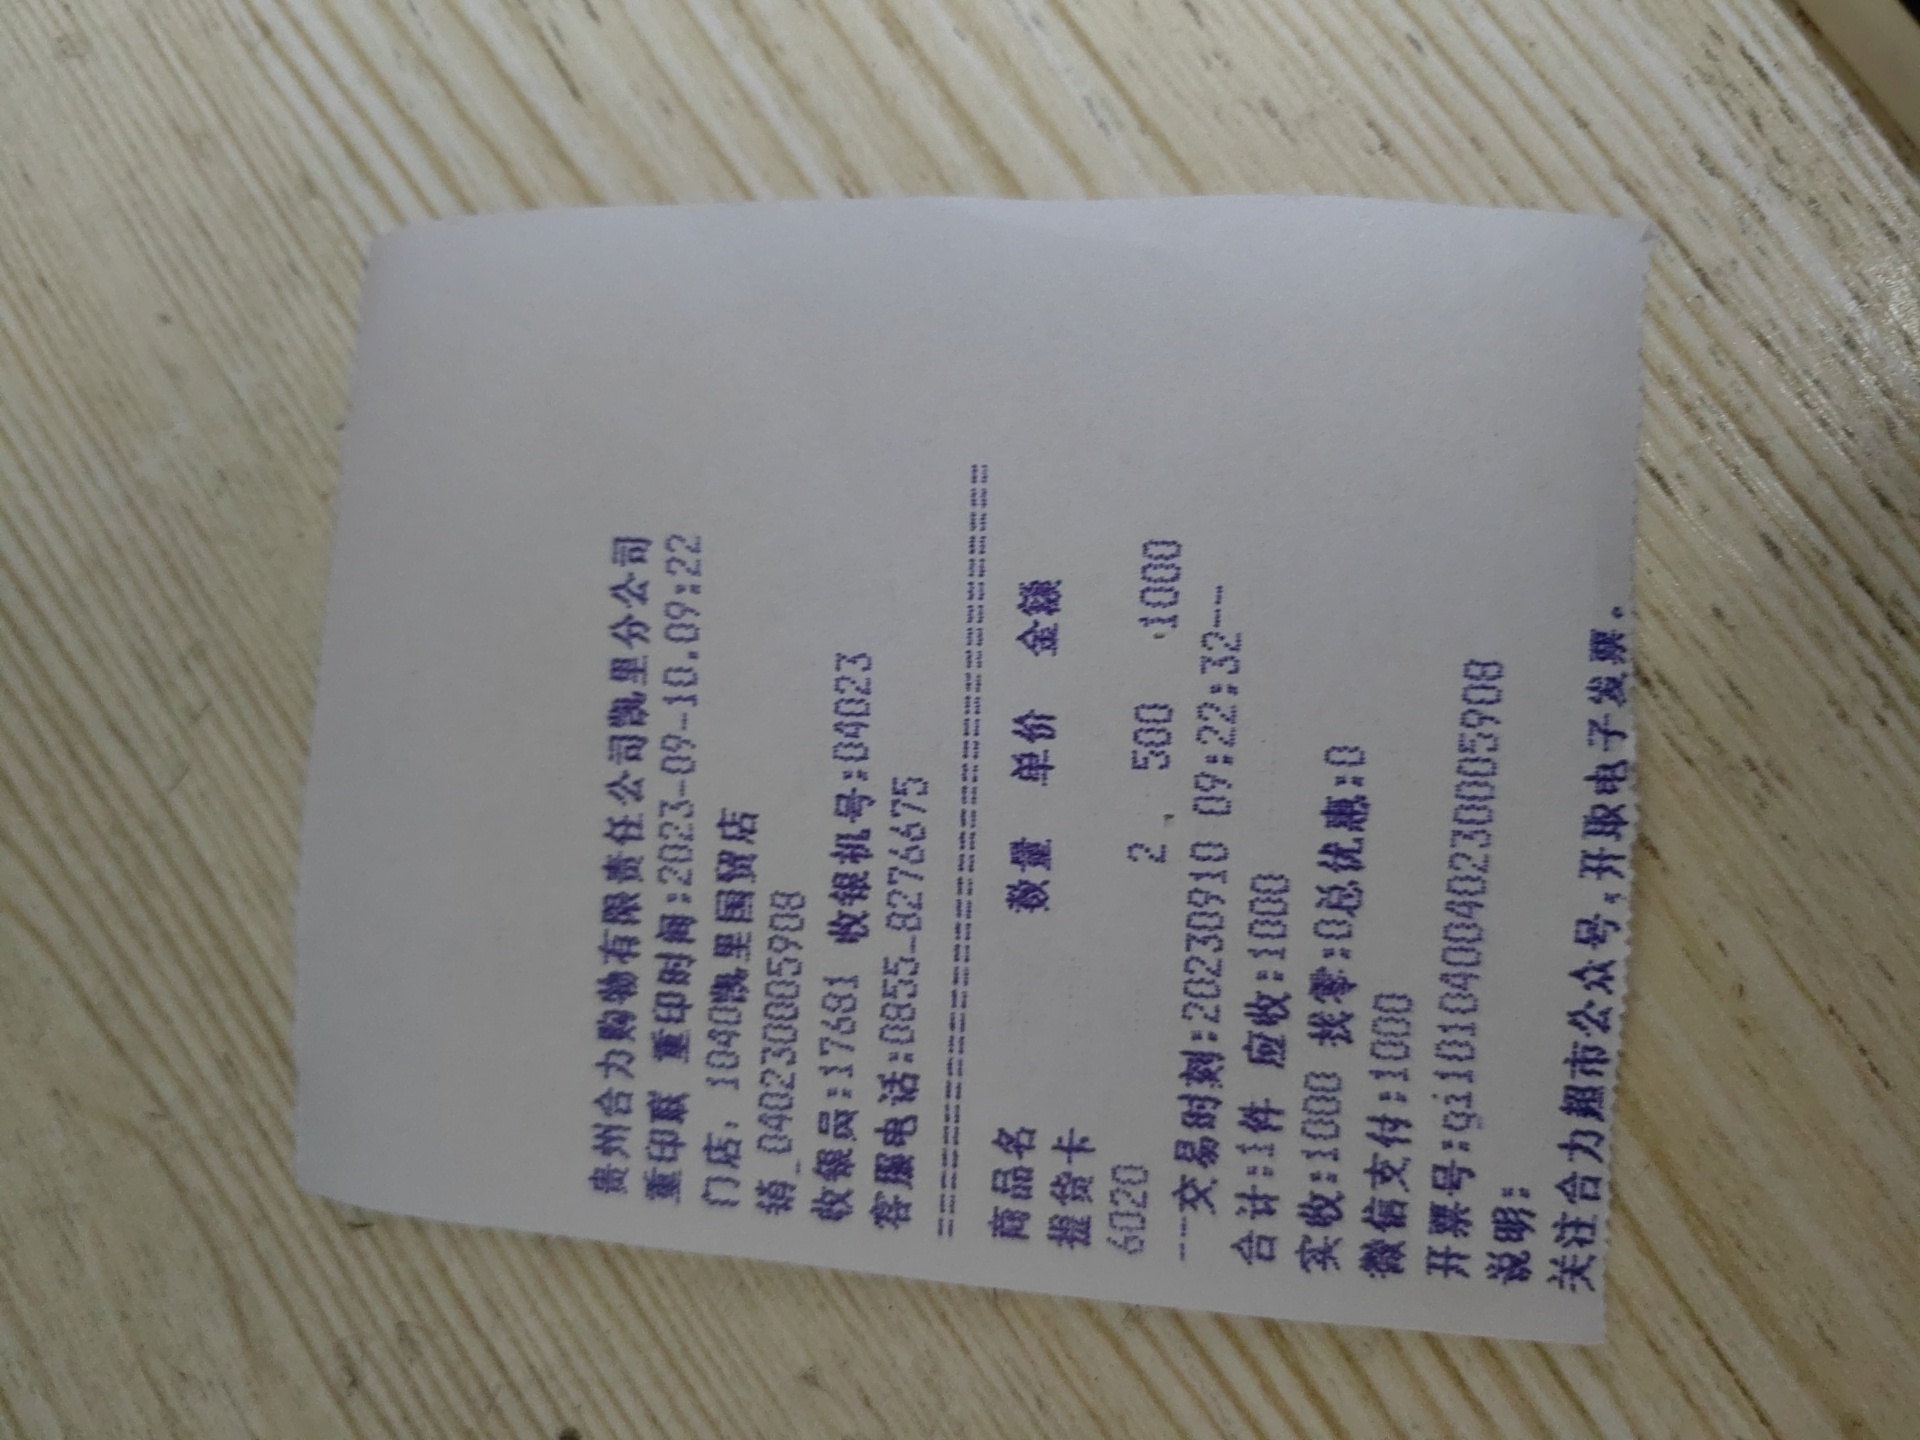 贵州合力购物有限责任公司凯里分公司
重印联 重印时间:2023-09-10.09:22
门店: 1040凯里国贸店
销_0402300D5908
收银员:17681 收银机号:04023
客服电话:0855-8276675
==================================
商品名 数量 单价 金额
提货卡
6020 2 500 1000
---交易时刻:20230910 09:22:32---
合计:1件 应收:1000
实收:1000 找零:0总优惠:0
微信支付:1000
开票号:gi101040040230005908
说明:
关注合力超市公众号,开取电子发票。